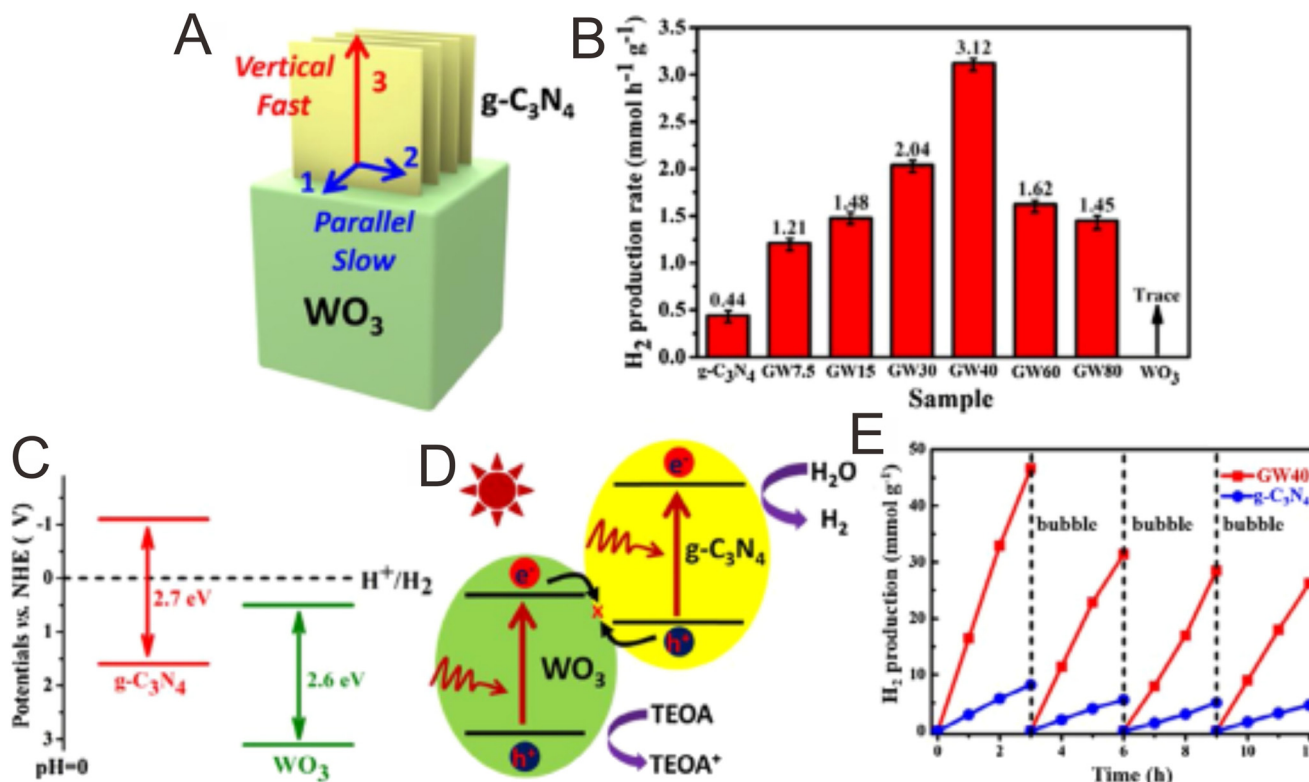 A
Vertical
Fast
3
g-C₃N₄
1
2
Parallel
Slow
WO₃
B
H₂ production rate (mmol h⁻¹ g⁻¹)
3.5
3.0
2.5
2.0
1.5
1.0
0.5
0.0
0.44
1.21
1.48
2.04
3.12
1.62
1.45
Trace
g-C₃N₄ GW7.5 GW15 GW30 GW40 GW60 GW80 WO₃
Sample
C
Potentials vs. NHE ( V)
-1
0
1
2
3
pH=0
H⁺/H₂
2.7 eV
g-C₃N₄
2.6 eV
WO₃
D
e⁻
H₂O
H₂
g-C₃N₄
e⁻
x
h⁺
WO₃
TEOA
TEOA⁺
h⁺
E
H₂ production (mmol g⁻¹)
50
40
30
20
10
0
GW40
g-C₃N₄
bubble bubble bubble
0 2 4 6 8 10
Time (h)